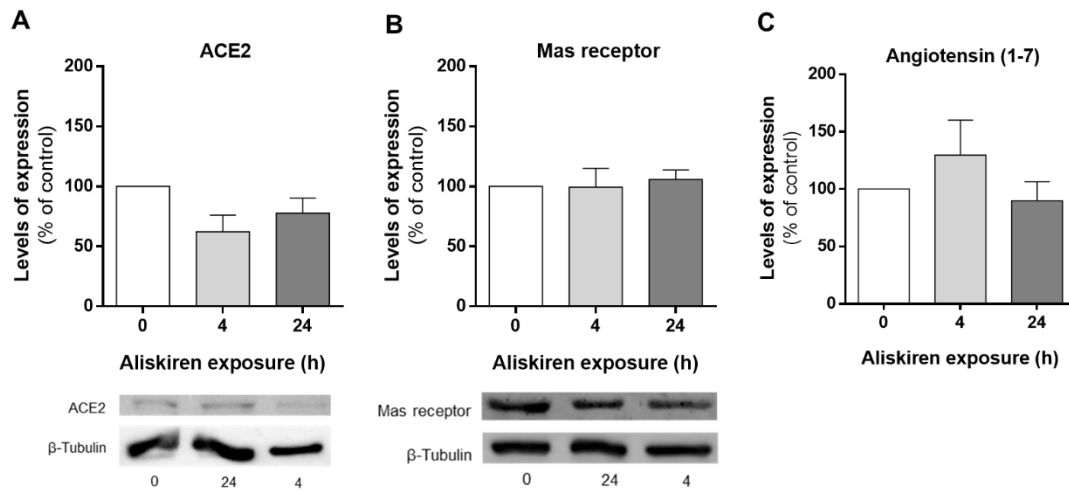 A
ACE2
Levels of expression
(% of control)
200
150
100
50
0
0 4 24
Aliskiren exposure (h)
ACE2
β-Tubulin
0 24 4
B
Mas receptor
Levels of expression
(% of control)
200
150
100
50
0
0 4 24
Aliskiren exposure (h)
Mas receptor
β-Tubulin
0 24 4
C
Angiotensin (1-7)
Levels of expression
(% of control)
200
150
100
50
0
0 4 24
Aliskiren exposure (h)